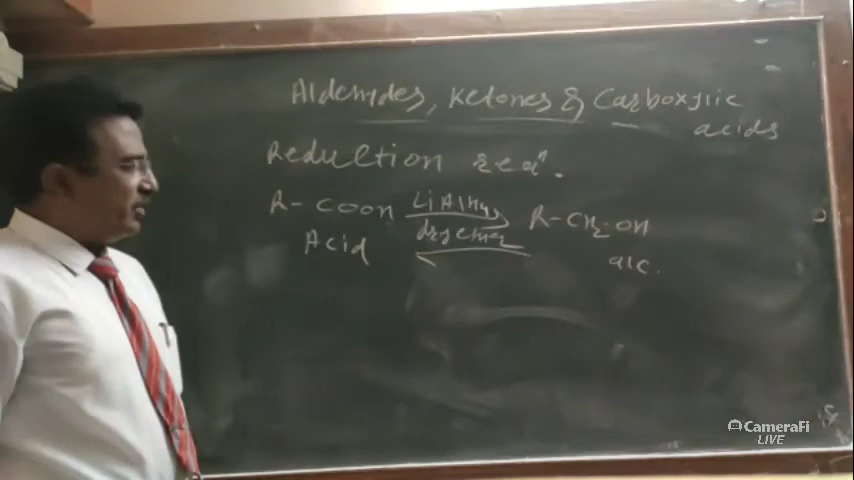 Aldehydes, Ketones & Carboxylic
acids
Reduction reaⁿ.
R-COOH LiAlH4 R-CH2-OH
Acid dry ether alc.
CameraFi
LIVE